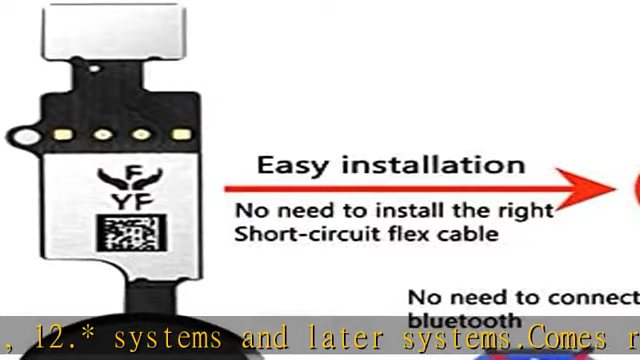 F
YF
Easy installation
No need to install the right
Short-circuit flex cable
No need to connect
bluetooth
, 12.* systems and later systems.Comes